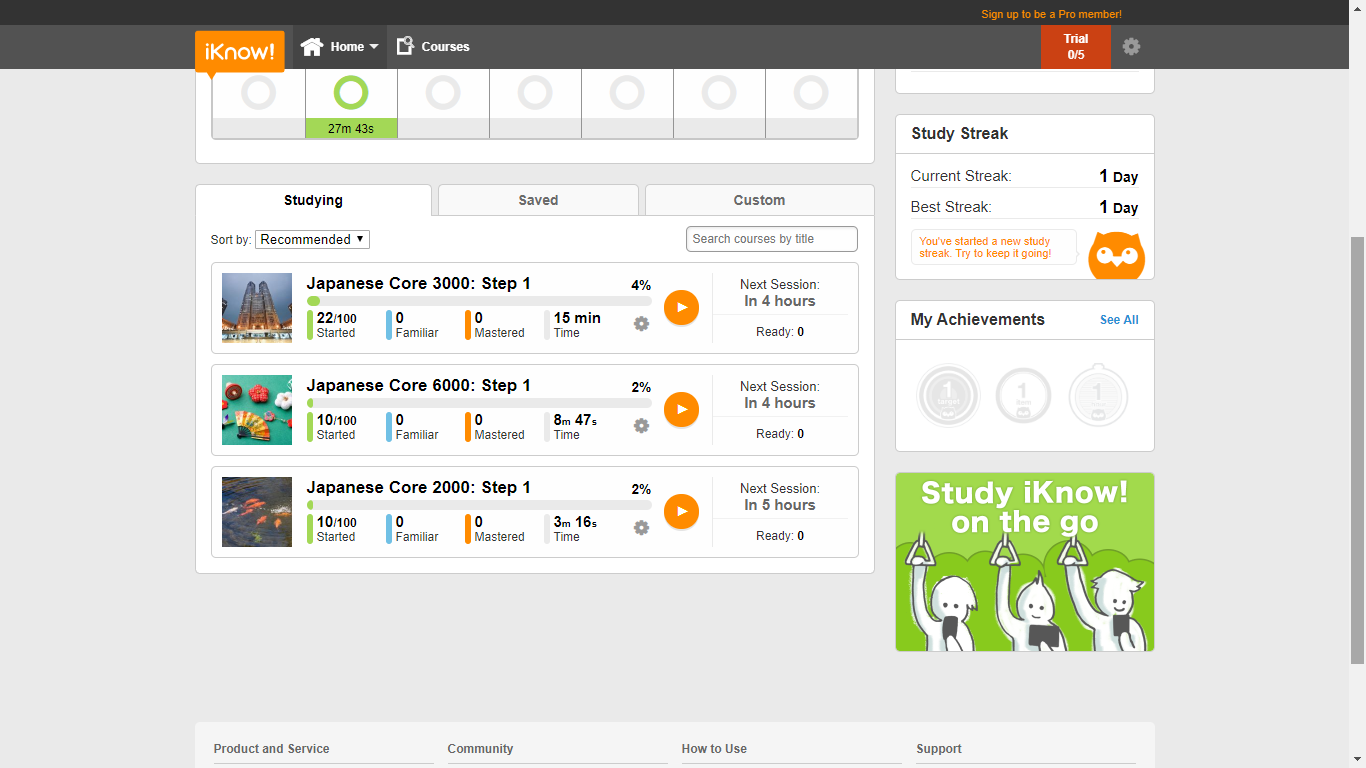 Sign up to be a Pro member!
iKnow!
Home
Courses
Trial
0/5
27m 43s
Studying
Saved
Custom
Sort by: Recommended
Search courses by title
Japanese Core 3000: Step 1
4%
22/100
Started
0
Familiar
0
Mastered
15 min
Time
Next Session:
In 4 hours
Ready: 0
Japanese Core 6000: Step 1
2%
10/100
Started
0
Familiar
0
Mastered
8m 47s
Time
Next Session:
In 4 hours
Ready: 0
Japanese Core 2000: Step 1
2%
10/100
Started
0
Familiar
0
Mastered
3m 16s
Time
Next Session:
In 5 hours
Ready: 0
Study Streak
Current Streak: 1 Day
Best Streak: 1 Day
You've started a new study
streak. Try to keep it going!
My Achievements
See All
1
target
1
1
Study iKnow!
on the go
Product and Service
Community
How to Use
Support